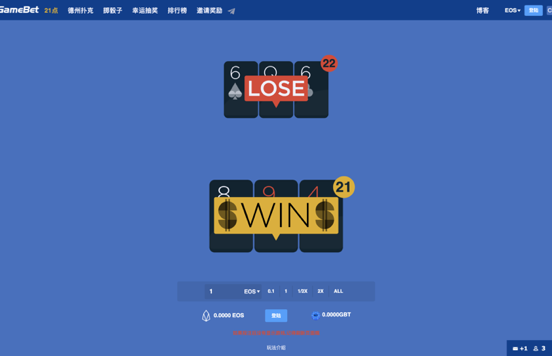 GameBet 21点 德州扑克 掷骰子 幸运抽奖 排行榜 邀请奖励 博客 EOS 登陆
22
6 Q 6
LOSE
21
8 9 4
$WIN$
1 EOS 0.1 1 1/2X 2X ALL
0.0000 EOS 登陆 0.0000GBT
玩法介绍
+1 3